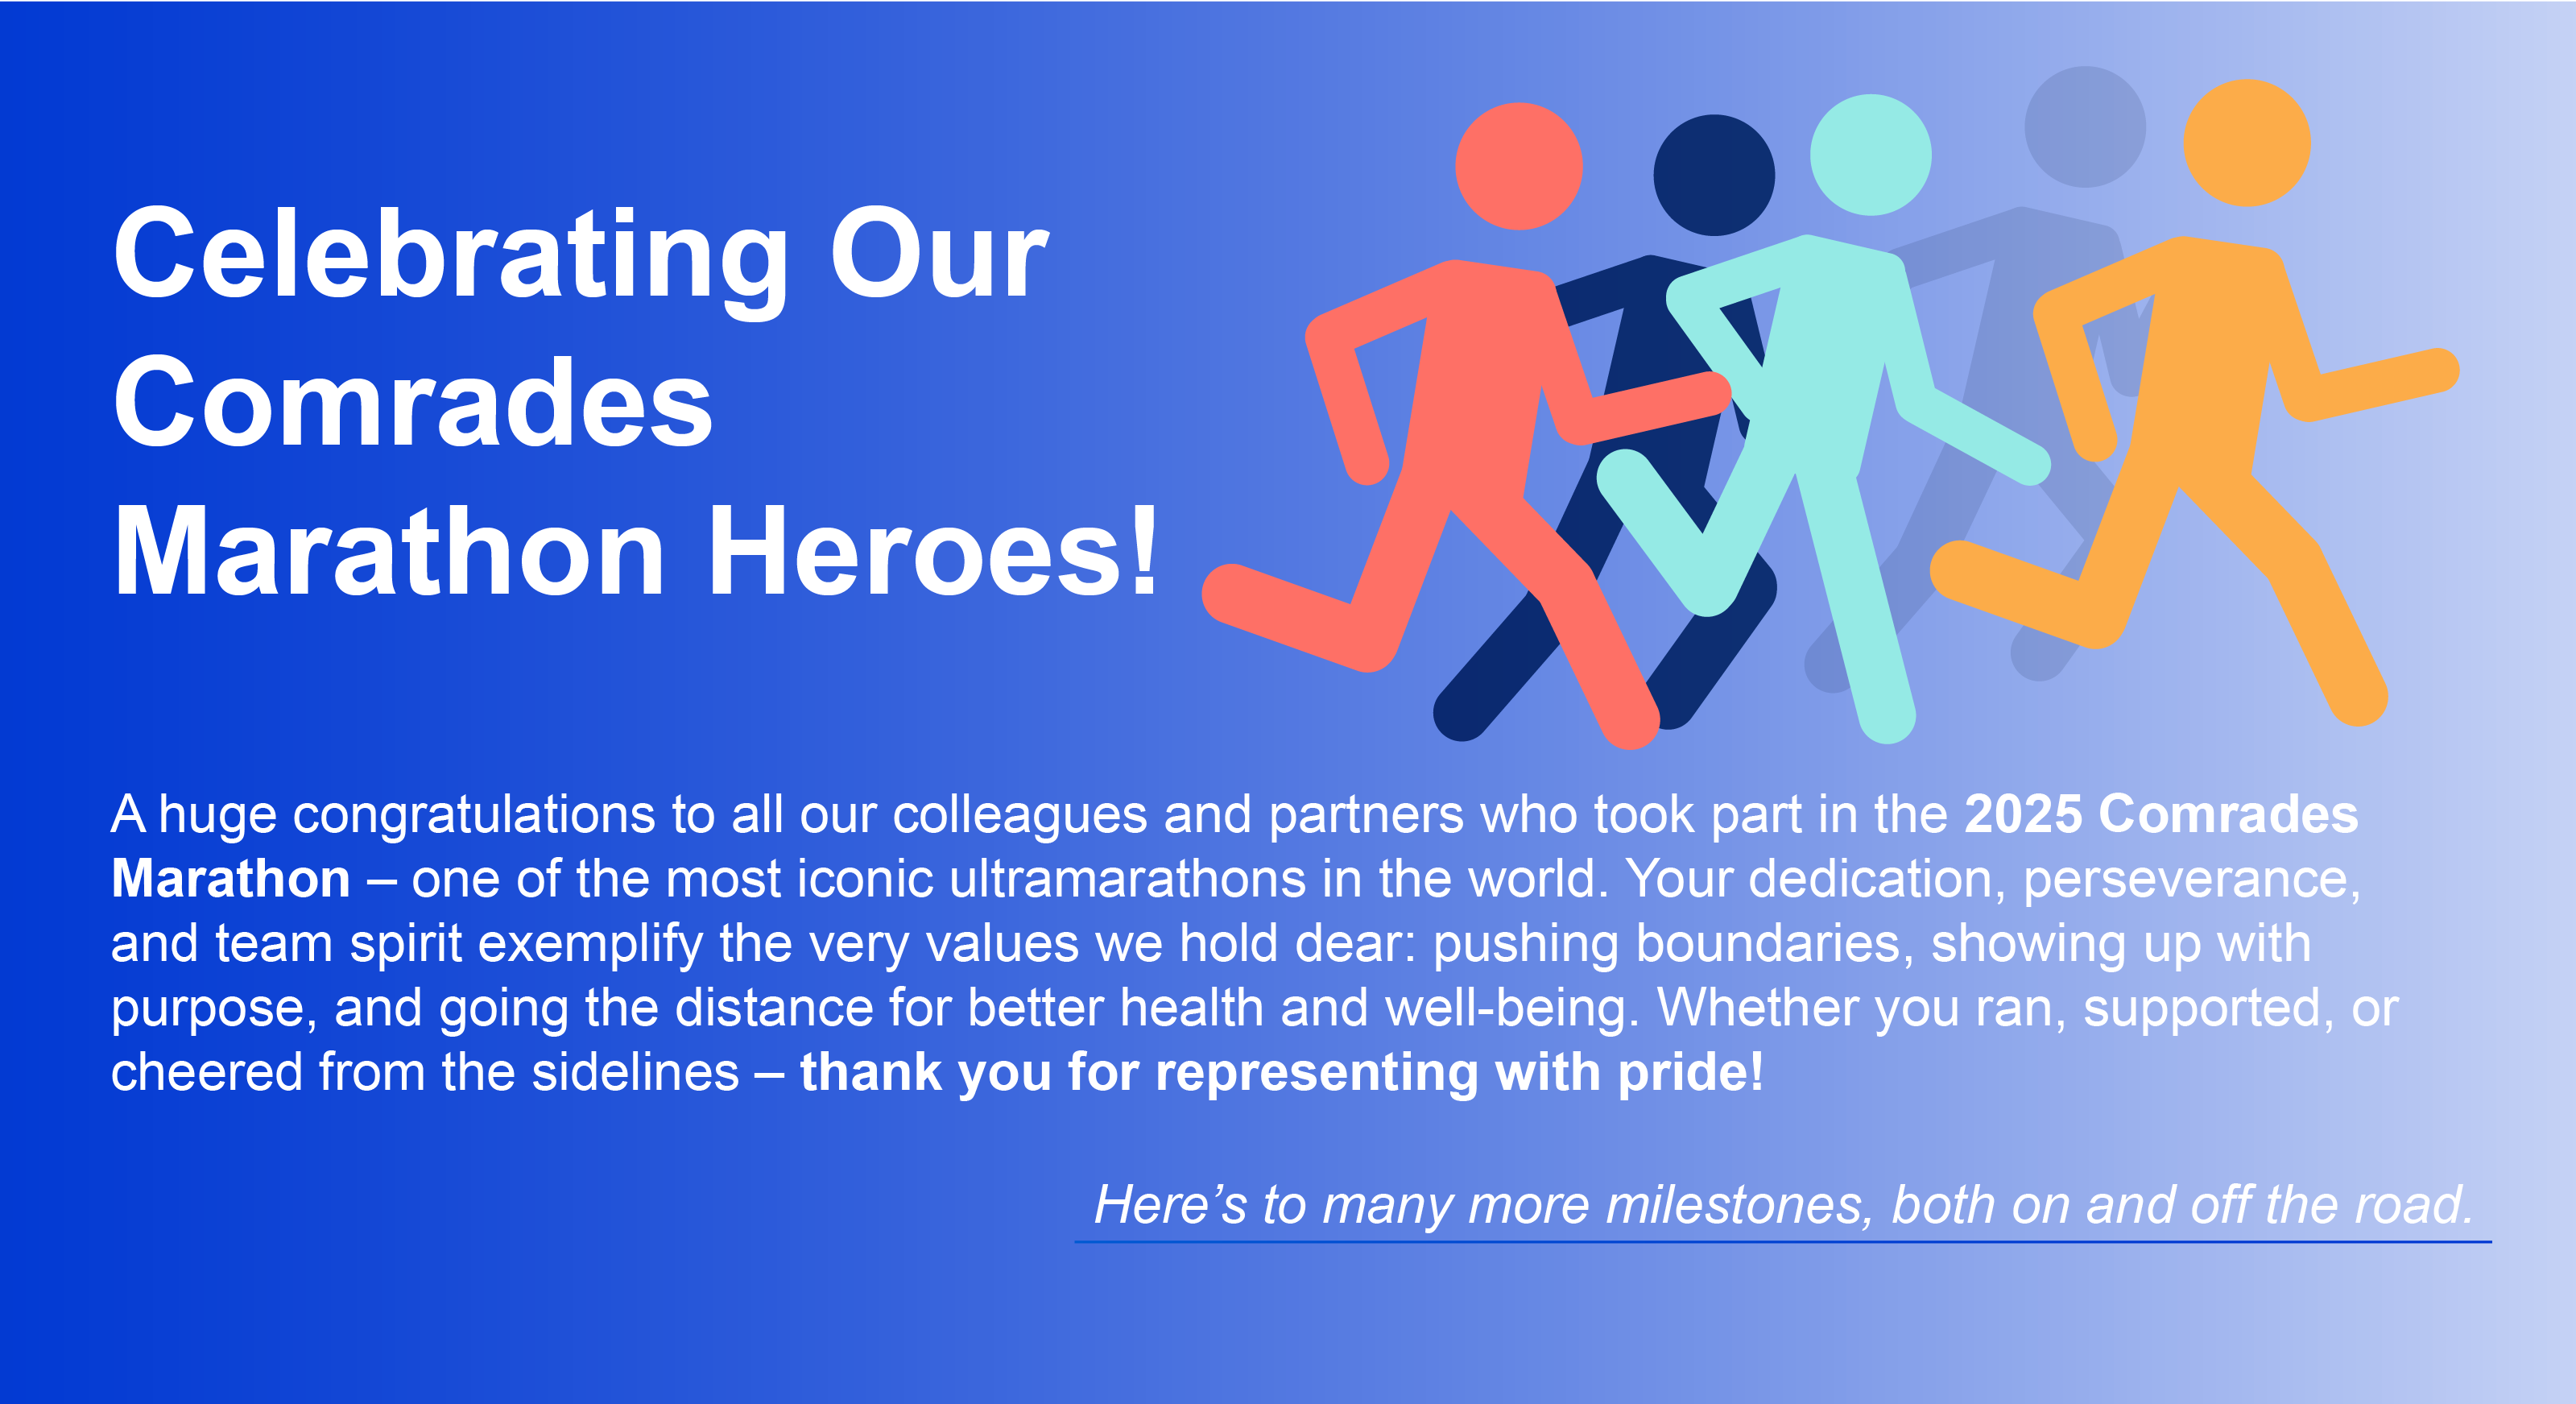 Celebrating Our
Comrades
Marathon Heroes!
A huge congratulations to all our colleagues and partners who took part in the 2025 Comrades
Marathon – one of the most iconic ultramarathons in the world. Your dedication, perseverance,
and team spirit exemplify the very values we hold dear: pushing boundaries, showing up with
purpose, and going the distance for better health and well-being. Whether you ran, supported, or
cheered from the sidelines – thank you for representing with pride!
Here’s to many more milestones, both on and off the road.